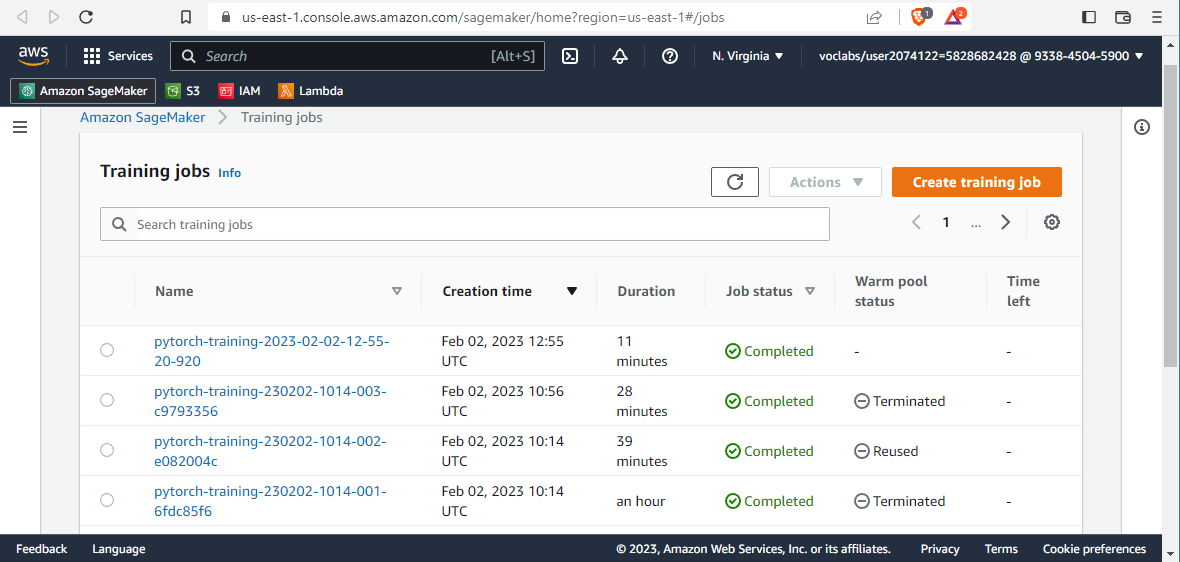 us-east-1.console.aws.amazon.com/sagemaker/home?region=us-east-1#/jobs
1
2
aws
Services
Search
[Alt+S]
N. Virginia
voclabs/user2074122=5828682428 @ 9338-4504-5900
Amazon SageMaker
S3
IAM
Lambda
Amazon SageMaker
Training jobs
Training jobs Info
Actions
Create training job
Search training jobs
1 ...
Name
Creation time
Duration
Job status
Warm pool
status
Time
left
pytorch-training-2023-02-02-12-55-
20-920
Feb 02, 2023 12:55
UTC
11
minutes
Completed
-
-
pytorch-training-230202-1014-003-
c9793356
Feb 02, 2023 10:56
UTC
28
minutes
Completed
Terminated
-
pytorch-training-230202-1014-002-
e082004c
Feb 02, 2023 10:14
UTC
39
minutes
Completed
Reused
-
pytorch-training-230202-1014-001-
6fdc85f6
Feb 02, 2023 10:14
UTC
an hour
Completed
Terminated
-
Feedback
Language
© 2023, Amazon Web Services, Inc. or its affiliates.
Privacy
Terms
Cookie preferences